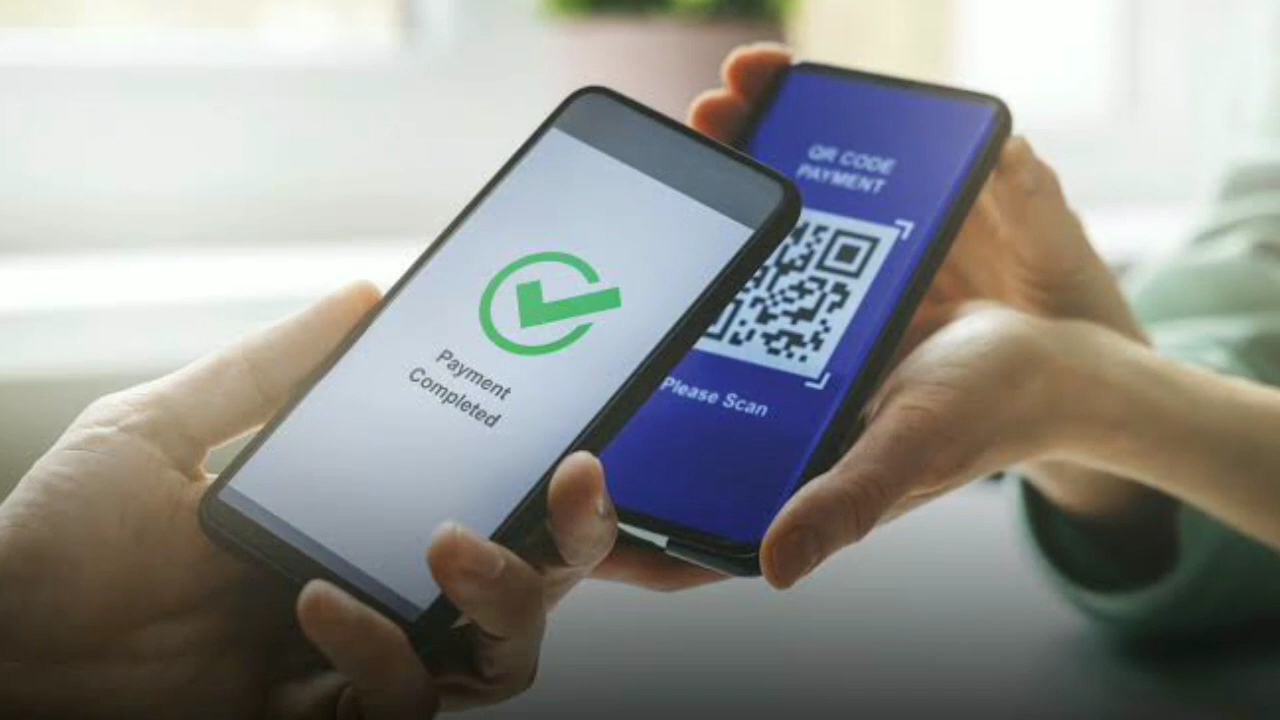 Payment
Completed
QR CODE
PAYMENT
Please Scan